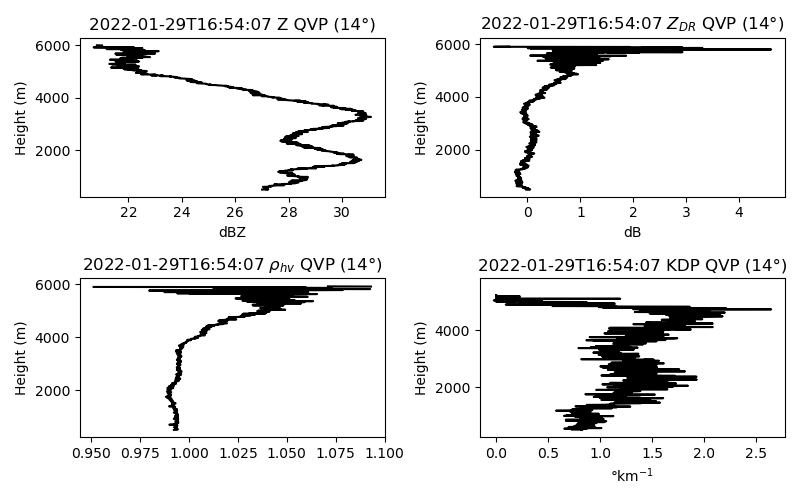 2022-01-29T16:54:07 Z QVP (14°)
6000
4000
2000
Height (m)
22 24 26 28 30
dBZ
2022-01-29T16:54:07 Z_DR QVP (14°)
6000
4000
2000
Height (m)
0 1 2 3 4
dB
2022-01-29T16:54:07 ρ_hv QVP (14°)
6000
4000
2000
Height (m)
0.950 0.975 1.000 1.025 1.050 1.075 1.100
2022-01-29T16:54:07 KDP QVP (14°)
4000
2000
Height (m)
0.0 0.5 1.0 1.5 2.0 2.5
°km⁻¹